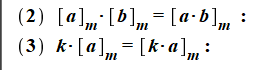 (2) [a]ₘ·[b]ₘ=[a·b]ₘ :
(3) k·[a]ₘ=[k·a]ₘ :